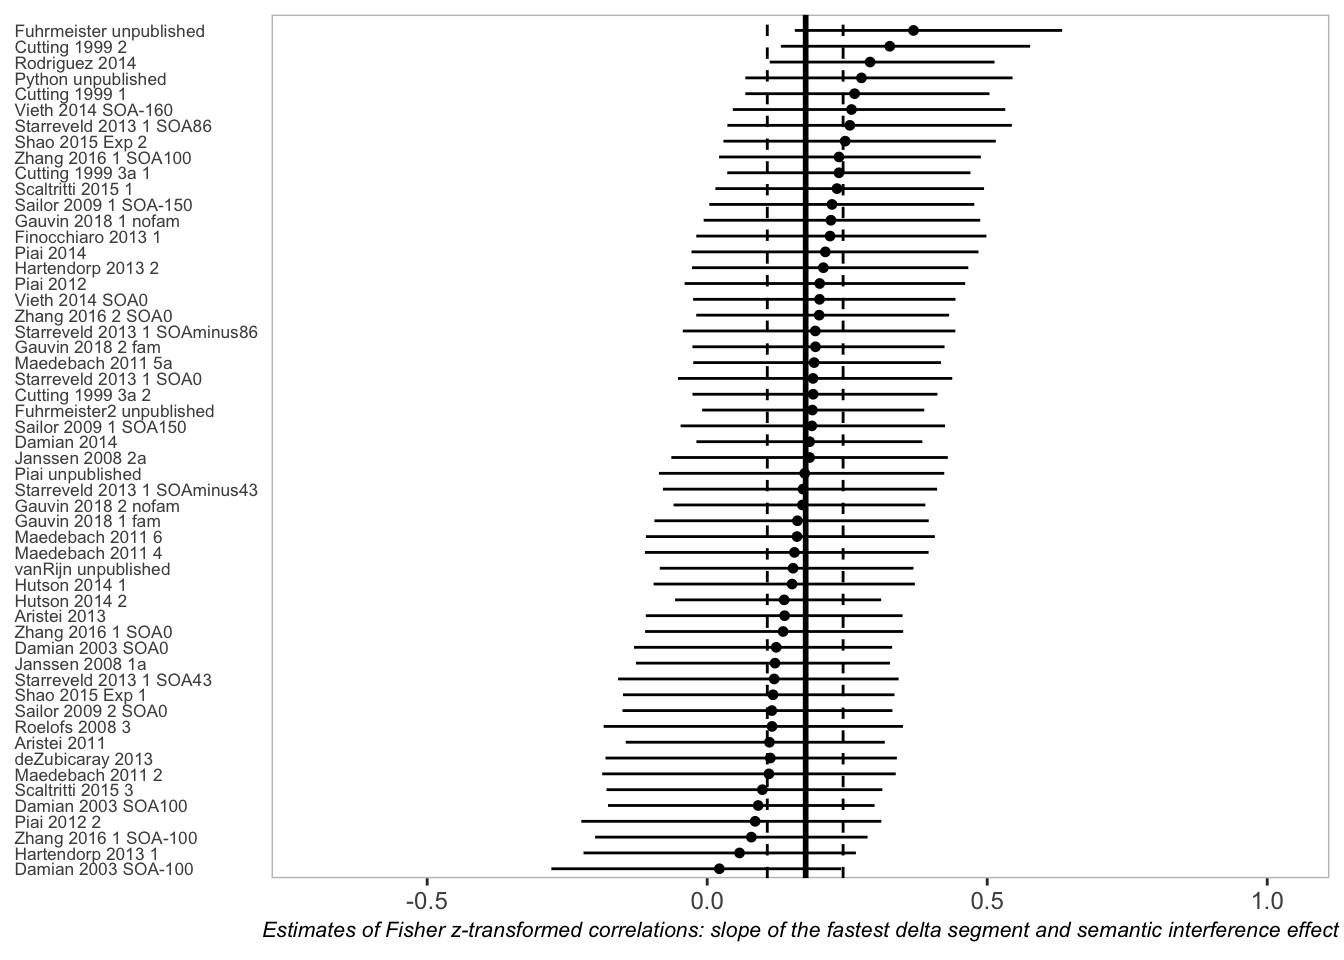 Fuhrmeister unpublished
Cutting 1999 2
Rodriguez 2014
Python unpublished
Cutting 1999 1
Vieth 2014 SOA-160
Starreveld 2013 1 SOA86
Shao 2015 Exp 2
Zhang 2016 1 SOA100
Cutting 1999 3a 1
Scaltritti 2015 1
Sailor 2009 1 SOA-150
Gauvin 2018 1 nofam
Finocchiaro 2013 1
Piai 2014
Hartendorp 2013 2
Piai 2012
Vieth 2014 SOA0
Zhang 2016 2 SOA0
Starreveld 2013 1 SOAminus86
Gauvin 2018 2 fam
Maedebach 2011 5a
Starreveld 2013 1 SOA0
Cutting 1999 3a 2
Fuhrmeister2 unpublished
Sailor 2009 1 SOA150
Damian 2014
Janssen 2008 2a
Piai unpublished
Starreveld 2013 1 SOAminus43
Gauvin 2018 2 nofam
Gauvin 2018 1 fam
Maedebach 2011 6
Maedebach 2011 4
vanRijn unpublished
Hutson 2014 1
Hutson 2014 2
Aristei 2013
Zhang 2016 1 SOA0
Damian 2003 SOA0
Janssen 2008 1a
Starreveld 2013 1 SOA43
Shao 2015 Exp 1
Sailor 2009 2 SOA0
Roelofs 2008 3
Aristei 2011
deZubicaray 2013
Maedebach 2011 2
Scaltritti 2015 3
Damian 2003 SOA100
Piai 2012 2
Zhang 2016 1 SOA-100
Hartendorp 2013 1
Damian 2003 SOA-100
-0.5 0.0 0.5 1.0
Estimates of Fisher z-transformed correlations: slope of the fastest delta segment and semantic interference effect